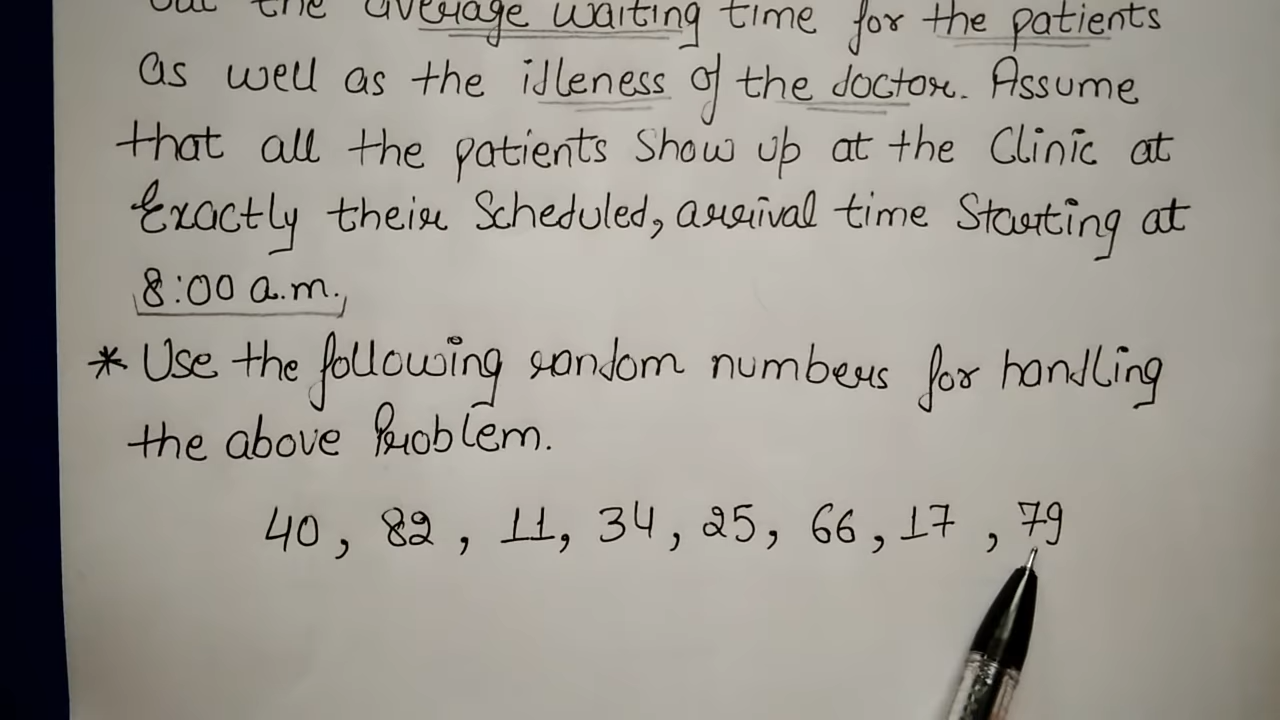 out the average waiting time for the patients
as well as the idleness of the doctor. Assume
that all the patients Show up at the Clinic at
Exactly their Scheduled, arrival time Starting at
8:00 a.m.,
* Use the following random numbers for handling
the above Problem.
40, 82, 11, 34, 25, 66, 17, 79